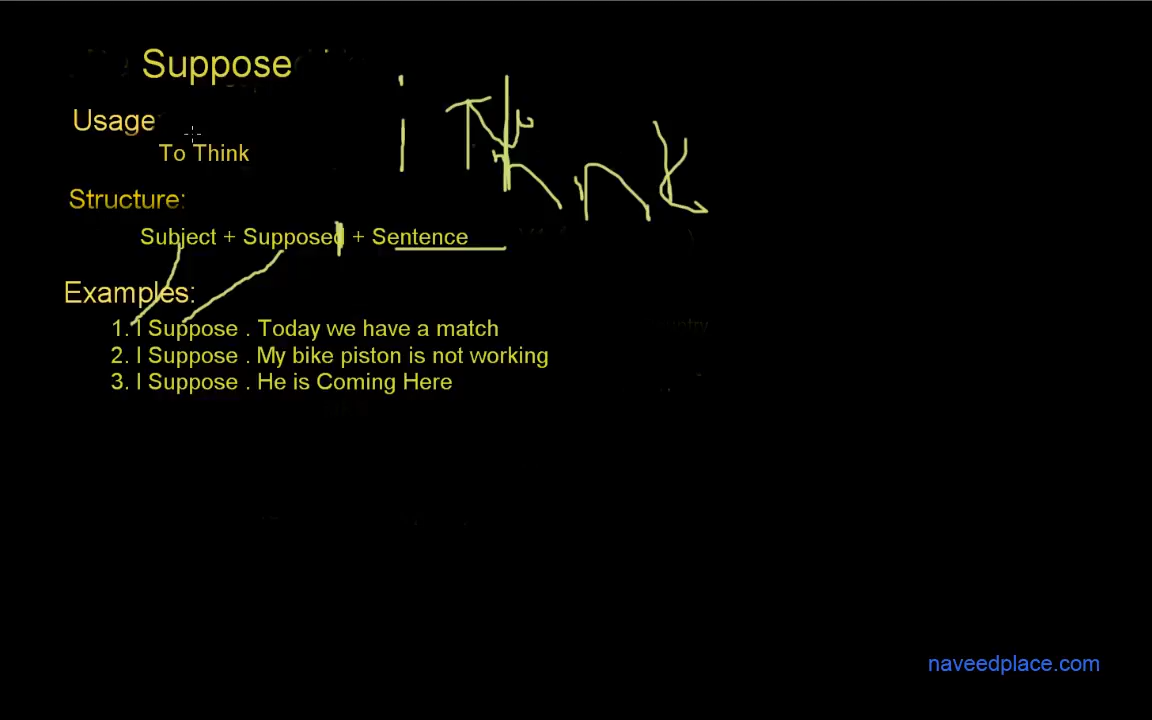 Suppose
i Think
Usage:
To Think
Structure:
Subject + Supposed + Sentence
Examples:
1. I Suppose . Today we have a match
2. I Suppose . My bike piston is not working
3. I Suppose . He is Coming Here
naveedplace.com